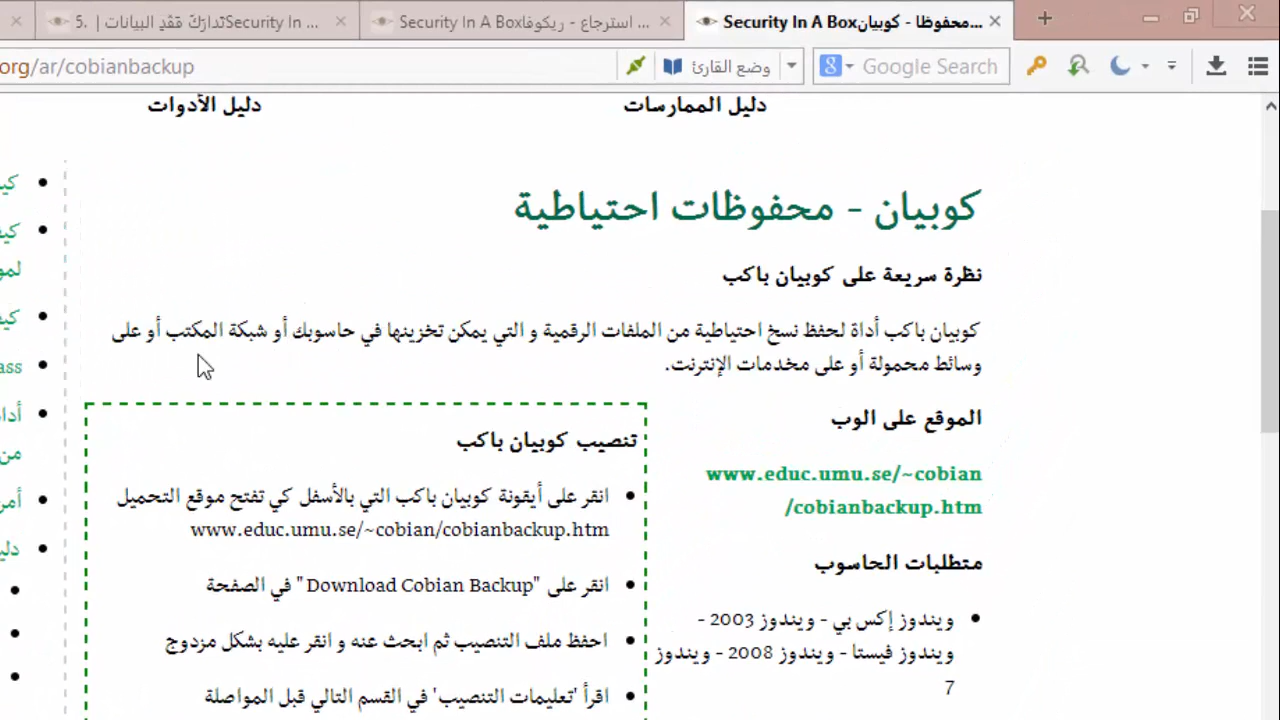 5. تدارُك فقْدِ البيانات | Security In ...
استرجاع - ريكوفا | Security In A Box ...
محفوظا - كوبيان | Security In A Box...
org/ar/cobianbackup
وضع القارئ
Google Search
دليل الممارسات
دليل الأدوات
كوبيان - محفوظات احتياطية
نظرة سريعة على كوبيان باكب
كوبيان باكب أداة لحفظ نسخ احتياطية من الملفات الرقمية و التي يمكن تخزينها في حاسوبك أو شبكة المكتب أو على
وسائط محمولة أو على مخدمات الإنترنت.
الموقع على الوب
www.educ.umu.se/~cobian
/cobianbackup.htm
متطلبات الحاسوب
ويندوز إكس بي - ويندوز 2003 -
ويندوز فيستا - ويندوز 2008 - ويندوز
7
تنصيب كوبيان باكب
انقر على أيقونة كوبيان باكب التي بالأسفل كي تفتح موقع التحميل
www.educ.umu.se/~cobian/cobianbackup.htm
انقر على "Download Cobian Backup" في الصفحة
احفظ ملف التنصيب ثم ابحث عنه و انقر عليه بشكل مزدوج
اقرأ 'تعليمات التنصيب' في القسم التالي قبل المواصلة